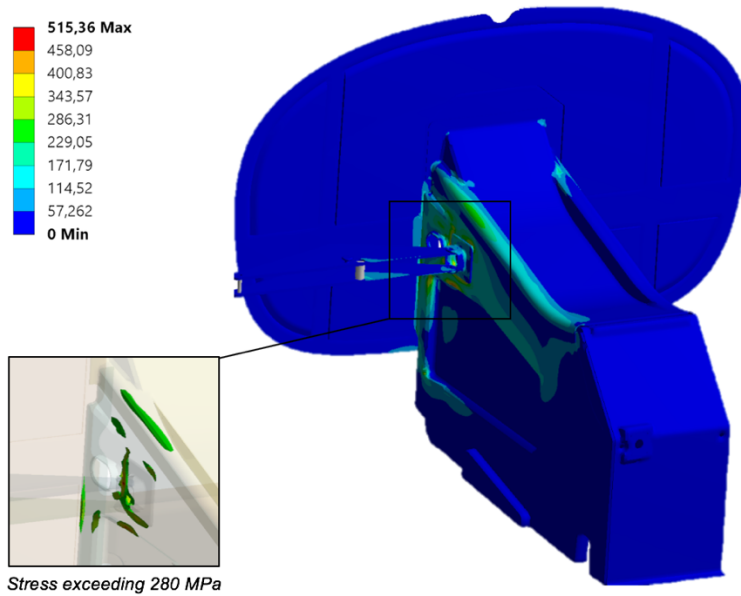 515,36 Max
458,09
400,83
343,57
286,31
229,05
171,79
114,52
57,262
0 Min
Stress exceeding 280 MPa